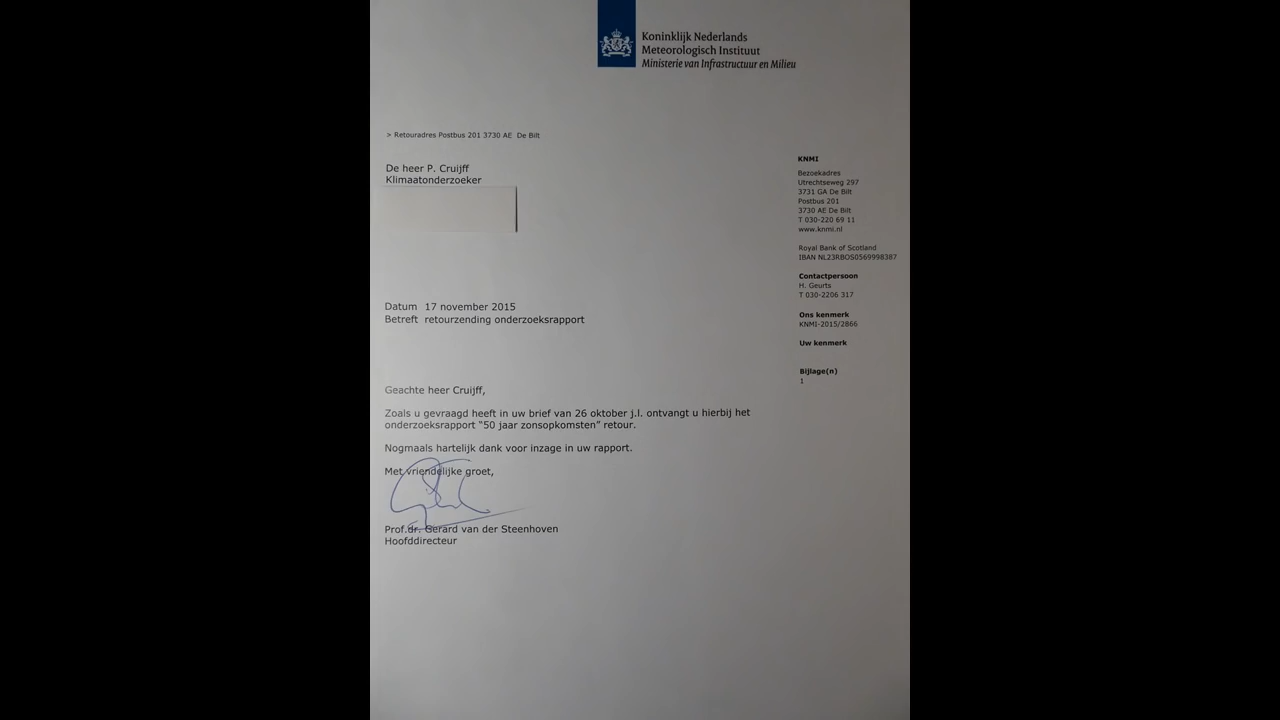 Koninklijk Nederlands
Meteorologisch Instituut
Ministerie van Infrastructuur en Milieu
> Retouradres Postbus 201 3730 AE De Bilt
De heer P. Cruijff
Klimaatonderzoeker
KNMI
Bezoekadres
Utrechtseweg 297
3731 GA De Bilt
Postbus 201
3730 AE De Bilt
T 030-220 69 11
www.knmi.nl
Royal Bank of Scotland
IBAN NL23RBOS0569998387
Contactpersoon
H. Geurts
T 030-2206 317
Ons kenmerk
KNMI-2015/2866
Uw kenmerk
Bijlage(n)
1
Datum 17 november 2015
Betreft retourzending onderzoeksrapport
Geachte heer Cruijff,
Zoals u gevraagd heeft in uw brief van 26 oktober j.l. ontvangt u hierbij het
onderzoeksrapport “50 jaar zonsopkomsten” retour.
Nogmaals hartelijk dank voor inzage in uw rapport.
Met vriendelijke groet,
Prof.dr. Gerard van der Steenhoven
Hoofddirecteur